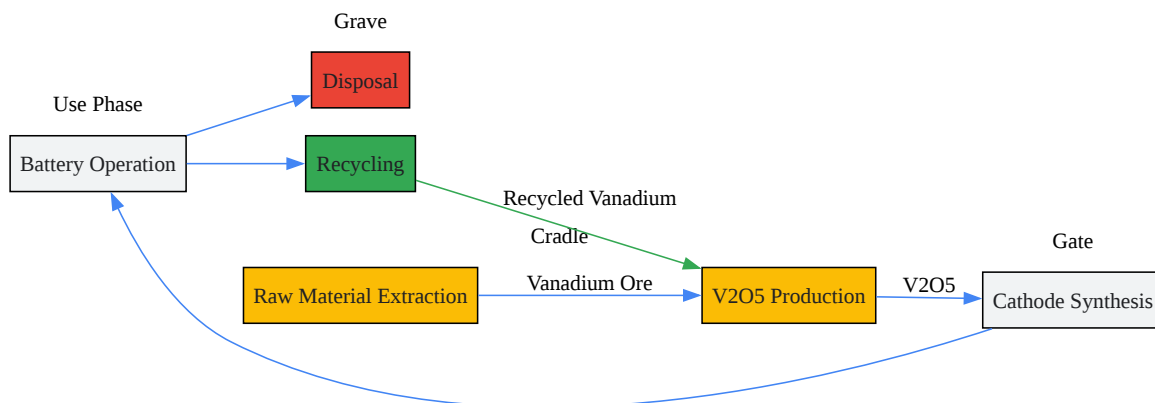 Grave
Disposal
Use Phase
Battery Operation
Recycling
Recycled Vanadium
Cradle
Gate
Raw Material Extraction
Vanadium Ore
V2O5 Production
V2O5
Cathode Synthesis